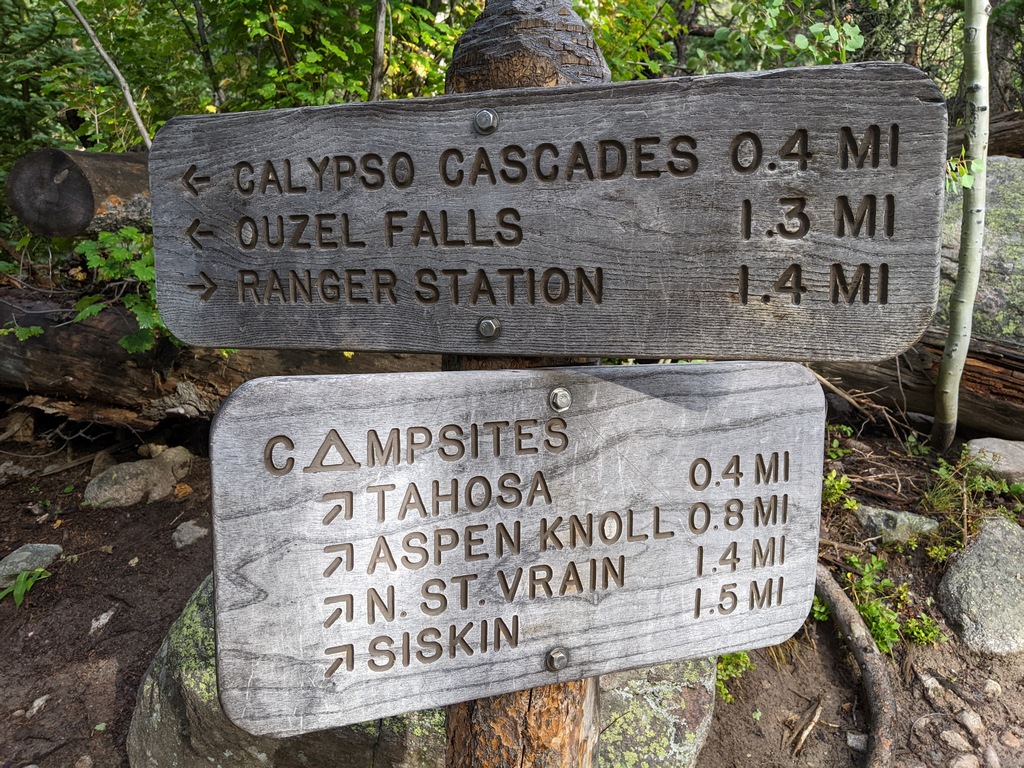 ← CALYPSO CASCADES 0.4 MI
← OUZEL FALLS 1.3 MI
→ RANGER STATION 1.4 MI
C△MPSITES
↗ TAHOSA 0.4 MI
↗ ASPEN KNOLL 0.8 MI
↗ N. ST. VRAIN 1.4 MI
↗ SISKIN 1.5 MI